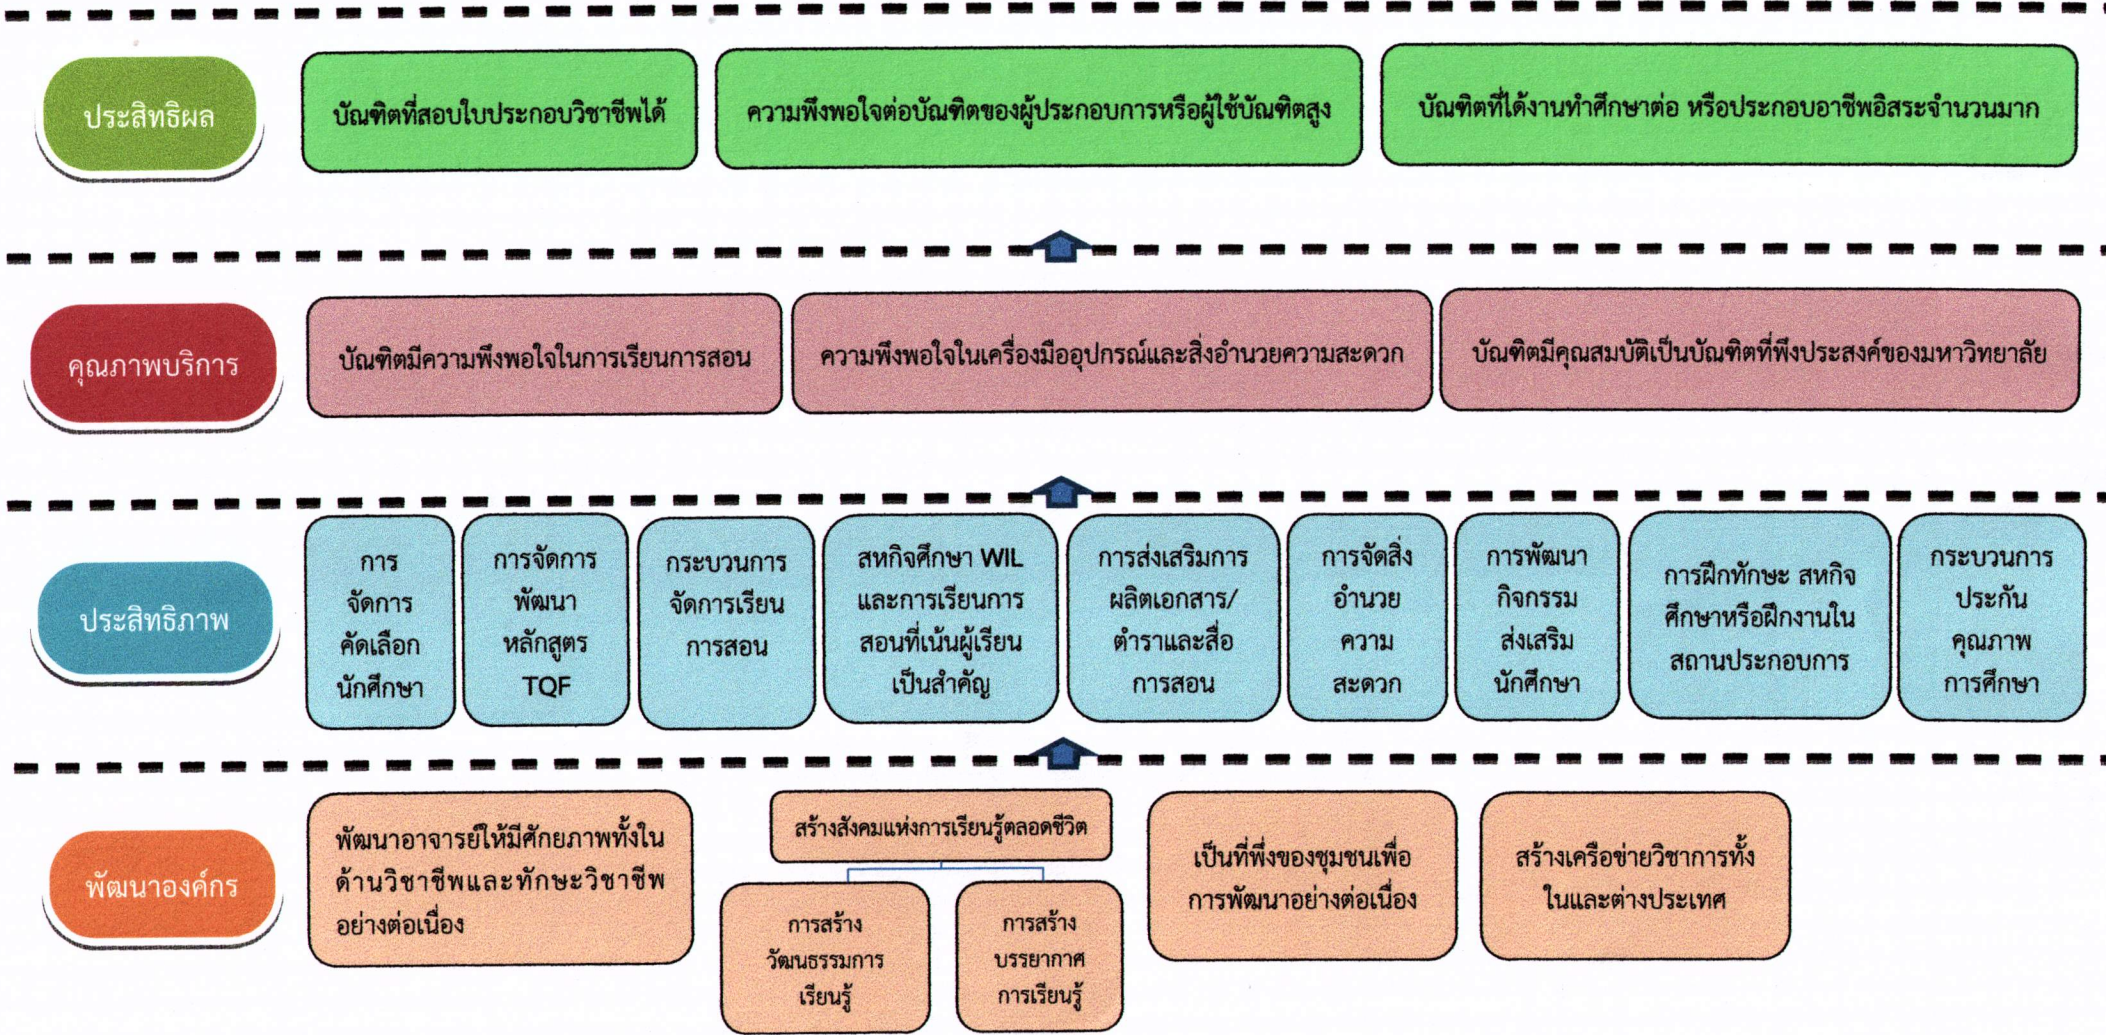 ประสิทธิผล
บัณฑิตที่สอบใบประกอบวิชาชีพได้
ความพึงพอใจต่อบัณฑิตของผู้ประกอบการหรือผู้ใช้บัณฑิตสูง
บัณฑิตที่ได้งานทำศึกษาต่อ หรือประกอบอาชีพอิสระจำนวนมาก
คุณภาพบริการ
บัณฑิตมีความพึงพอใจในการเรียนการสอน
ความพึงพอใจในเครื่องมืออุปกรณ์และสิ่งอำนวยความสะดวก
บัณฑิตมีคุณสมบัติเป็นบัณฑิตที่พึงประสงค์ของมหาวิทยาลัย
ประสิทธิภาพ
การ
จัดการ
คัดเลือก
นักศึกษา
การจัดการ
พัฒนา
หลักสูตร
TQF
กระบวนการ
จัดการเรียน
การสอน
สหกิจศึกษา WIL
และการเรียนการ
สอนที่เน้นผู้เรียน
เป็นสำคัญ
การส่งเสริมการ
ผลิตเอกสาร/
ตำราและสื่อ
การสอน
การจัดสิ่ง
อำนวย
ความ
สะดวก
การพัฒนา
กิจกรรม
ส่งเสริม
นักศึกษา
การฝึกทักษะ สหกิจ
ศึกษาหรือฝึกงานใน
สถานประกอบการ
กระบวนการ
ประกัน
คุณภาพ
การศึกษา
พัฒนาองค์กร
พัฒนาอาจารย์ให้มีศักยภาพทั้งใน
ด้านวิชาชีพและทักษะวิชาชีพ
อย่างต่อเนื่อง
สร้างสังคมแห่งการเรียนรู้ตลอดชีวิต
การสร้าง
วัฒนธรรมการ
เรียนรู้
การสร้าง
บรรยากาศ
การเรียนรู้
เป็นที่พึ่งของชุมชนเพื่อ
การพัฒนาอย่างต่อเนื่อง
สร้างเครือข่ายวิชาการทั้ง
ในและต่างประเทศ